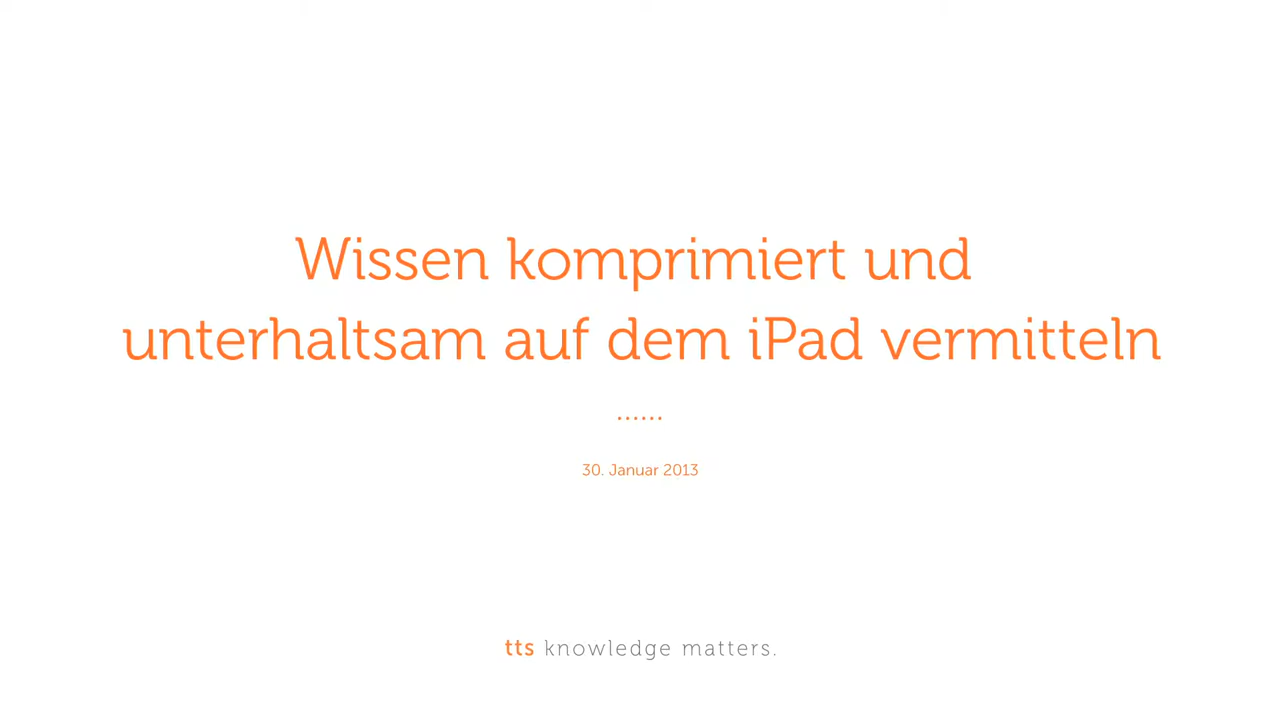 Wissen komprimiert und
unterhaltsam auf dem iPad vermitteln
......
30. Januar 2013
tts knowledge matters.